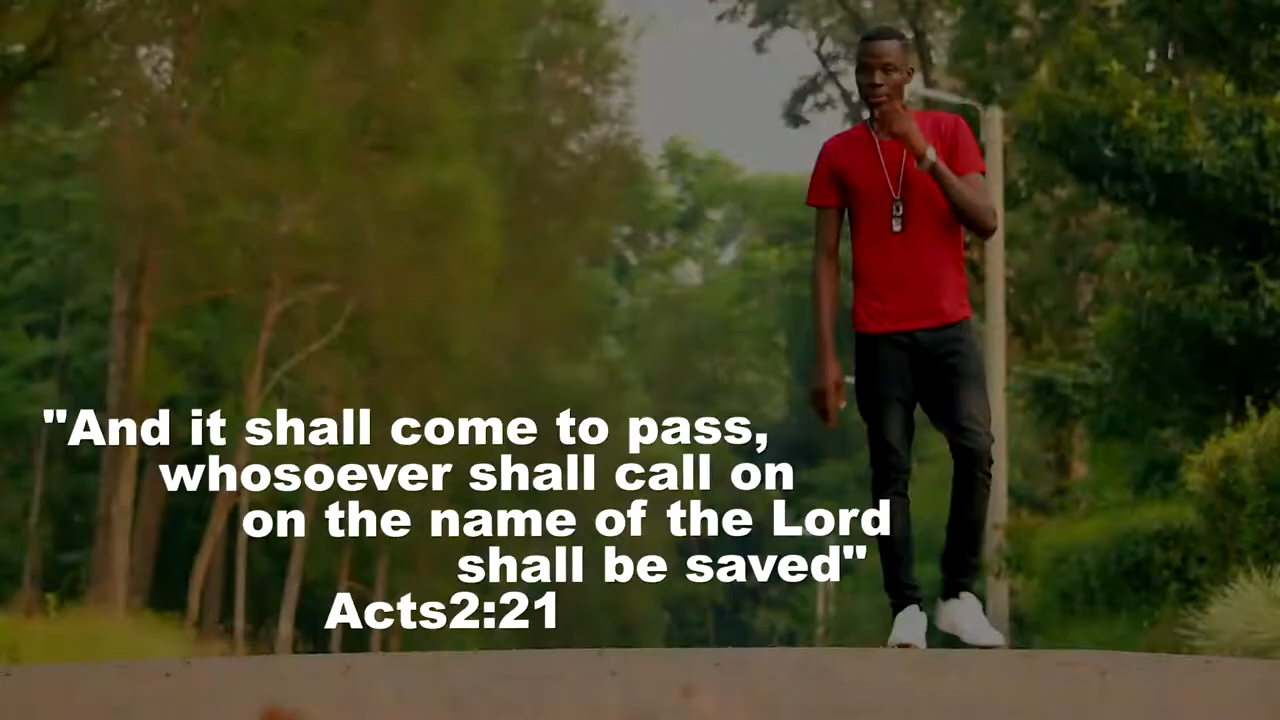 "And it shall come to pass,
whosoever shall call on
on the name of the Lord
shall be saved"
Acts2:21